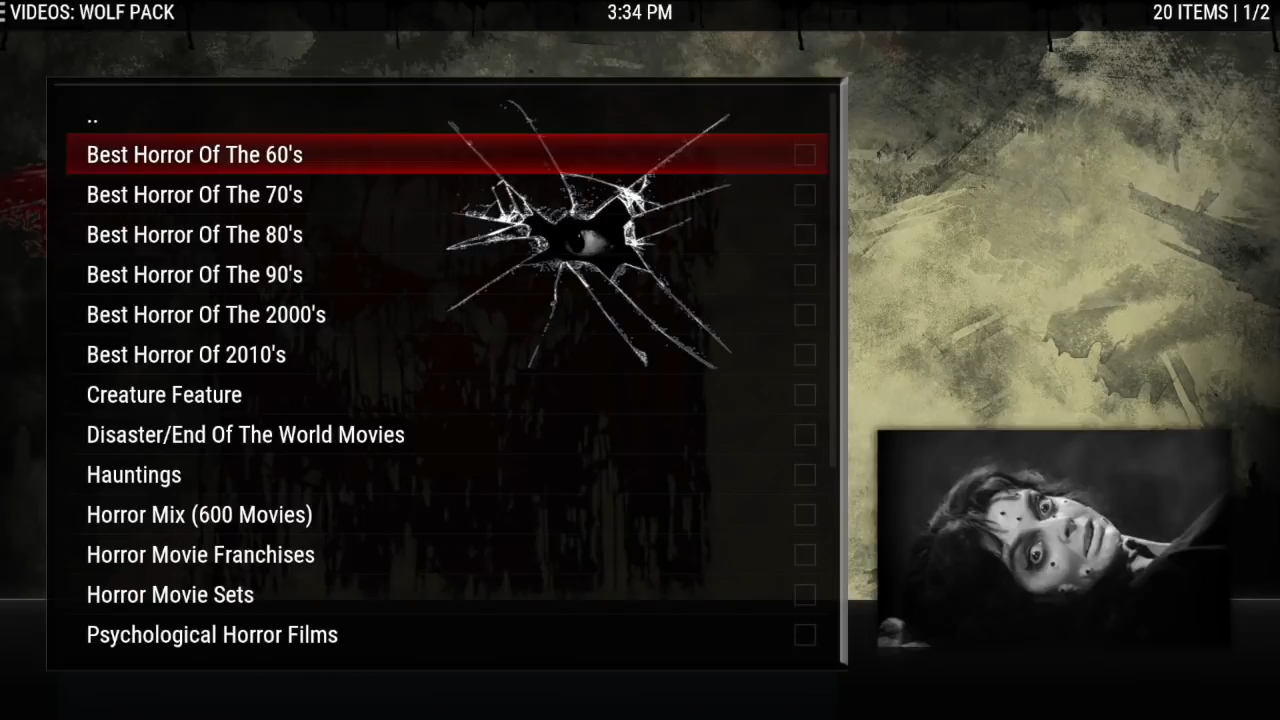 VIDEOS: WOLF PACK
3:34 PM
20 ITEMS | 1/2
..
Best Horror Of The 60's
Best Horror Of The 70's
Best Horror Of The 80's
Best Horror Of The 90's
Best Horror Of The 2000's
Best Horror Of 2010's
Creature Feature
Disaster/End Of The World Movies
Hauntings
Horror Mix (600 Movies)
Horror Movie Franchises
Horror Movie Sets
Psychological Horror Films